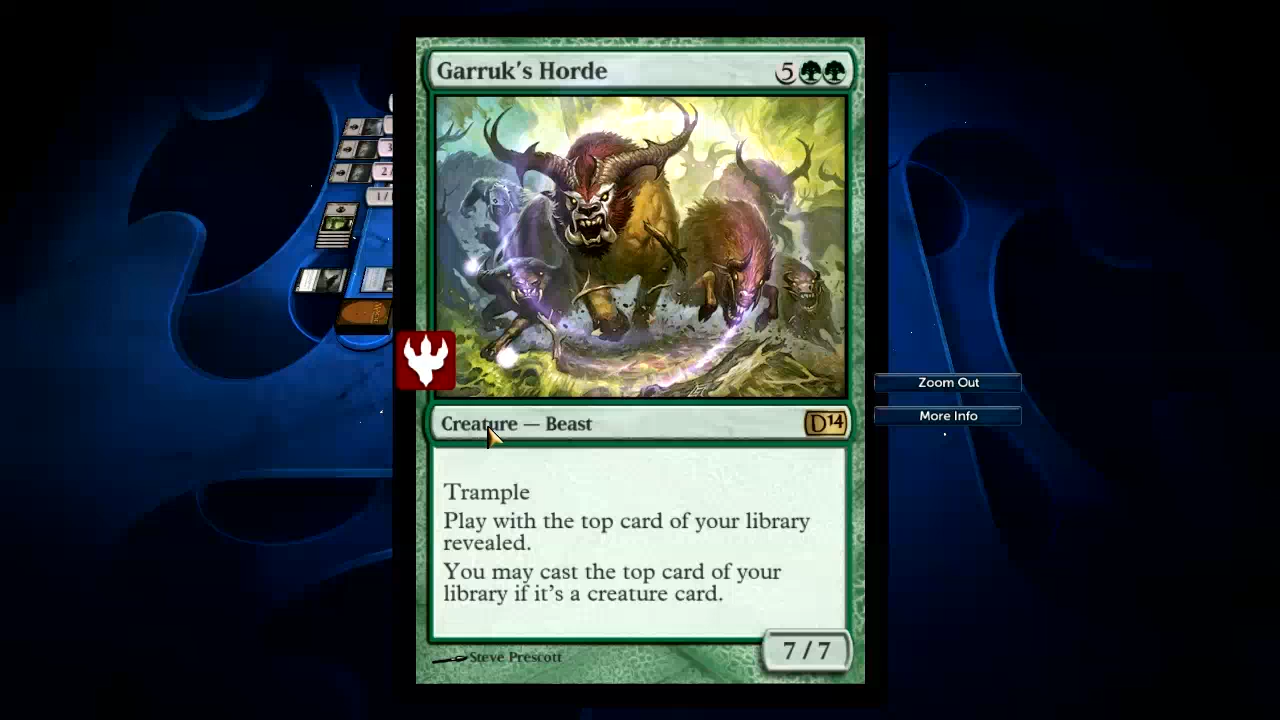 Garruk's Horde 5
Creature — Beast D14
Trample
Play with the top card of your library
revealed.
You may cast the top card of your
library if it's a creature card.
7 / 7
Steve Prescott
Zoom Out
More Info